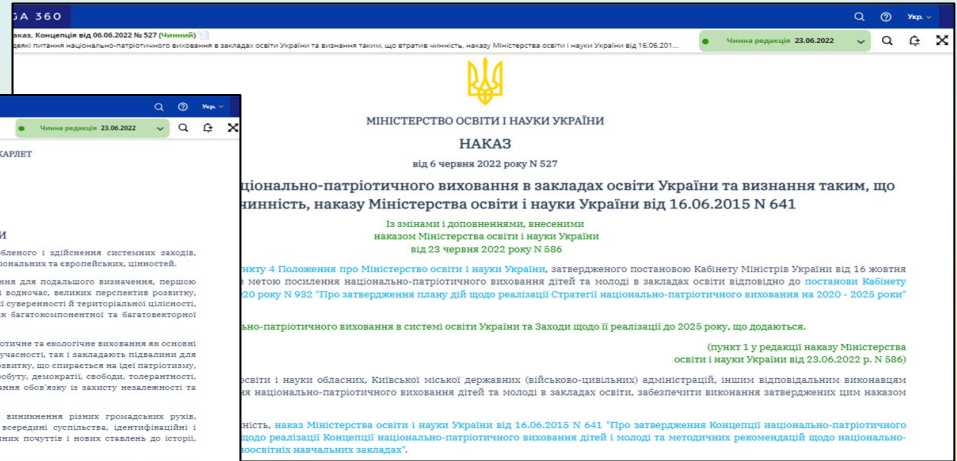 GA 360
Укр.
каз, Концепція від 06.06.2022 № 527 (Чинний)
деякі питання національно-патріотичного виховання в закладах освіти України та визнання таким, що втратив чинність, наказу Міністерства освіти і науки України від 16.06.201...
Чинна редакція 23.06.2022
МІНІСТЕРСТВО ОСВІТИ І НАУКИ УКРАЇНИ
НАКАЗ
від 6 червня 2022 року N 527
ціонально-патріотичного виховання в закладах освіти України та визнання таким, що
чинність, наказу Міністерства освіти і науки України від 16.06.2015 N 641
Із змінами і доповненнями, внесеними
наказом Міністерства освіти і науки України
від 23 червня 2022 року N 586
нкту 4 Положення про Міністерство освіти і науки України, затвердженого постановою Кабінету Міністрів України від 16 жовтня
з метою посилення національно-патріотичного виховання дітей та молоді в закладах освіти відповідно до постанови Кабінету
020 року N 932 "Про затвердження плану дій щодо реалізації Стратегії національно-патріотичного виховання на 2020 - 2025 роки"
ьно-патріотичного виховання в системі освіти України та Заходи щодо її реалізації до 2025 року, що додаються.
(пункт 1 у редакції наказу Міністерства
освіти і науки України від 23.06.2022 р. N 586)
освіти і науки обласних, Київської міської державних (військово-цивільних) адміністрацій, іншим відповідальним виконавцям
ня національно-патріотичного виховання дітей та молоді в закладах освіти, забезпечити виконання затверджених цим наказом
ність, наказ Міністерства освіти і науки України від 16.06.2015 N 641 "Про затвердження Концепції національно-патріотичного
щодо реалізації Концепції національно-патріотичного виховання дітей і молоді та методичних рекомендацій щодо національно-
ноосвітніх навчальних закладах".
Укр.
Чинна редакція 23.06.2022
КАРЛЕТ
И
бленого і здійснення системних заходів,
іональних та європейських, цінностей.
ння для подальшого визначення, першою
і водночас, великих перспектив розвитку,
ї суверенності й територіальної цілісності,
к багатокомпонентної та багатовекторної
отичне та екологічне виховання як основні
учасності, так і закладають підвалини для
звитку, що спирається на ідеї патріотизму,
обуту, демократії, свободи, толерантності,
ання обов'язку із захисту незалежності та
виникнення різних громадських рухів,
всередині суспільства, ідентифікаційні і
них почуттів і нових ставлень до історії,